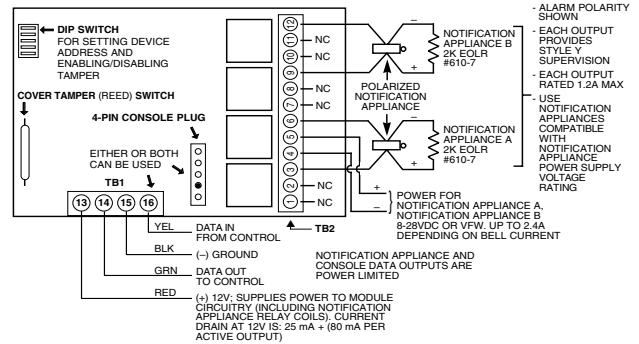 DIP SWITCH
FOR SETTING DEVICE
ADDRESS AND
ENABLING/DISABLING
TAMPER
COVER TAMPER (REED) SWITCH
4-PIN CONSOLE PLUG
EITHER OR BOTH
CAN BE USED
TB1
13
14
15
16
12
11
10
9
8
7
6
5
4
3
2
1
NC
NC
NC
NC
NC
NC
TB2
–
+
NOTIFICATION
APPLIANCE B
2K EOLR
#610-7
POLARIZED
NOTIFICATION
APPLIANCE
–
+
NOTIFICATION
APPLIANCE A
2K EOLR
#610-7
- ALARM POLARITY
SHOWN
- EACH OUTPUT
PROVIDES
STYLE Y
SUPERVISION
- EACH OUTPUT
RATED 1.2A MAX
- USE
NOTIFICATION
APPLIANCES
COMPATIBLE
WITH
NOTIFICATION
APPLIANCE
POWER SUPPLY
VOLTAGE
RATING
+
–
POWER FOR
NOTIFICATION APPLIANCE A,
NOTIFICATION APPLIANCE B
8-28VDC OR VFW. UP TO 2.4A
DEPENDING ON BELL CURRENT
YEL
DATA IN
FROM CONTROL
BLK
(–) GROUND
GRN
DATA OUT
TO CONTROL
RED
(+) 12V; SUPPLIES POWER TO MODULE
CIRCUITRY (INCLUDING NOTIFICATION
APPLIANCE RELAY COILS). CURRENT
DRAIN AT 12V IS: 25 mA + (80 mA PER
ACTIVE OUTPUT)
NOTIFICATION APPLIANCE AND
CONSOLE DATA OUTPUTS ARE
POWER LIMITED